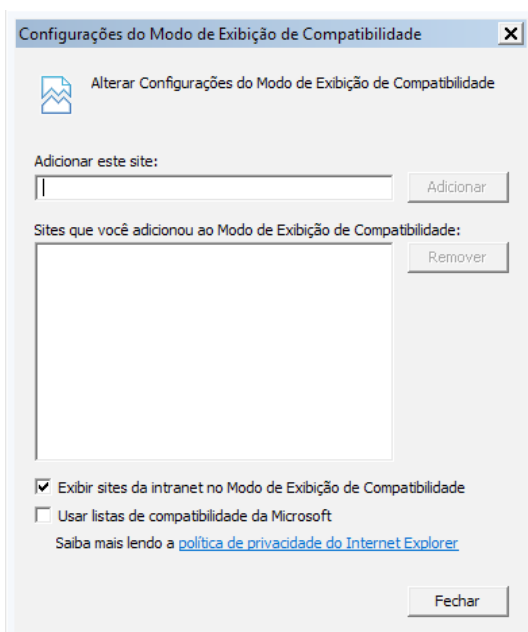 Configurações do Modo de Exibição de Compatibilidade
Alterar Configurações do Modo de Exibição de Compatibilidade
Adicionar este site:
Adicionar
Sites que você adicionou ao Modo de Exibição de Compatibilidade:
Remover
Exibir sites da intranet no Modo de Exibição de Compatibilidade
Usar listas de compatibilidade da Microsoft
Saiba mais lendo a política de privacidade do Internet Explorer
Fechar